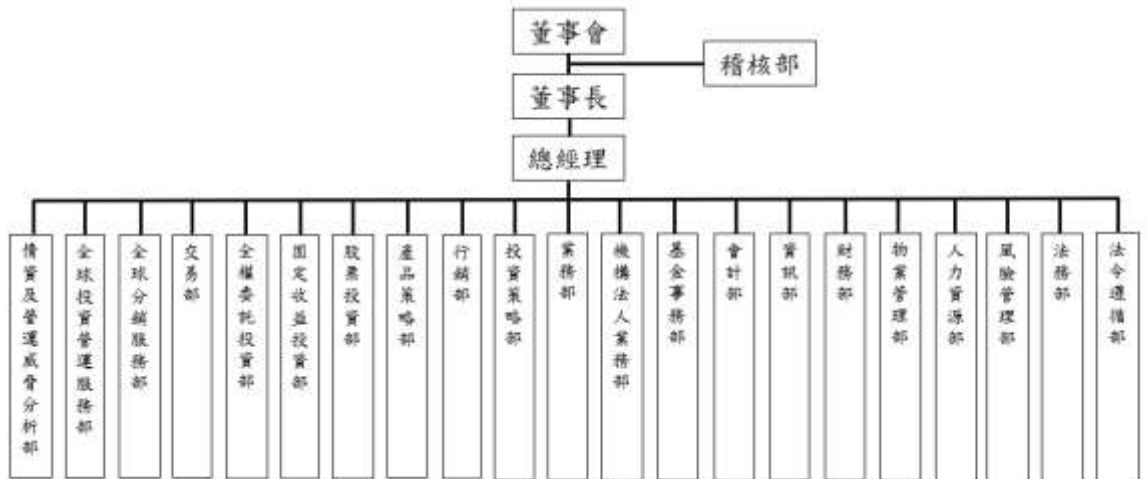 董事會
稽核部
董事長
總經理
情資及營運威脅分析部
全球投資營運服務部
全球分銷服務部
交易部
全權委託投資部
固定收益投資部
股票投資部
產品策略部
行銷部
投資策略部
業務部
機構法人業務部
基金事務部
會計部
資訊部
財務部
物業管理部
人力資源部
風險管理部
法務部
法令遵循部